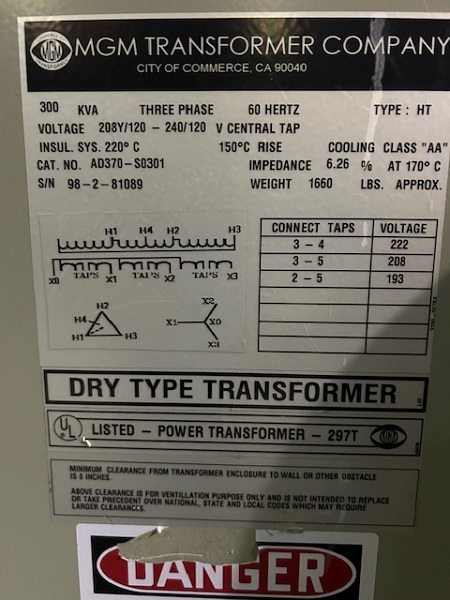 MGM TRANSFORMER COMPANY
CITY OF COMMERCE, CA 90040
300 KVA THREE PHASE 60 HERTZ TYPE : HT
VOLTAGE 208Y/120 - 240/120 V CENTRAL TAP
INSUL. SYS. 220° C 150°C RISE COOLING CLASS "AA"
CAT. NO. AD370-S0301 IMPEDANCE 6.26 % AT 170° C
S/N 98-2-81089 WEIGHT 1660 LBS. APPROX.
H1 H4 H2 H3
X0 TAPS X1 TAPS X2 TAPS X3
H2
H4
H1 H3
X2
X1 X0
X3
CONNECT TAPS VOLTAGE
3 - 4 222
3 - 5 208
2 - 5 193
DRY TYPE TRANSFORMER
UL LISTED - POWER TRANSFORMER - 297T MGM
MINIMUM CLEARANCE FROM TRANSFORMER ENCLOSURE TO WALL OR OTHER OBSTACLE
IS 6 INCHES.
ABOVE CLEARANCE IS FOR VENTILATION PURPOSE ONLY AND IS NOT INTENDED TO REPLACE
OR TAKE PRECEDENT OVER NATIONAL, STATE AND LOCAL CODES WHICH MAY REQUIRE
LARGER CLEARANCES.
DANGER